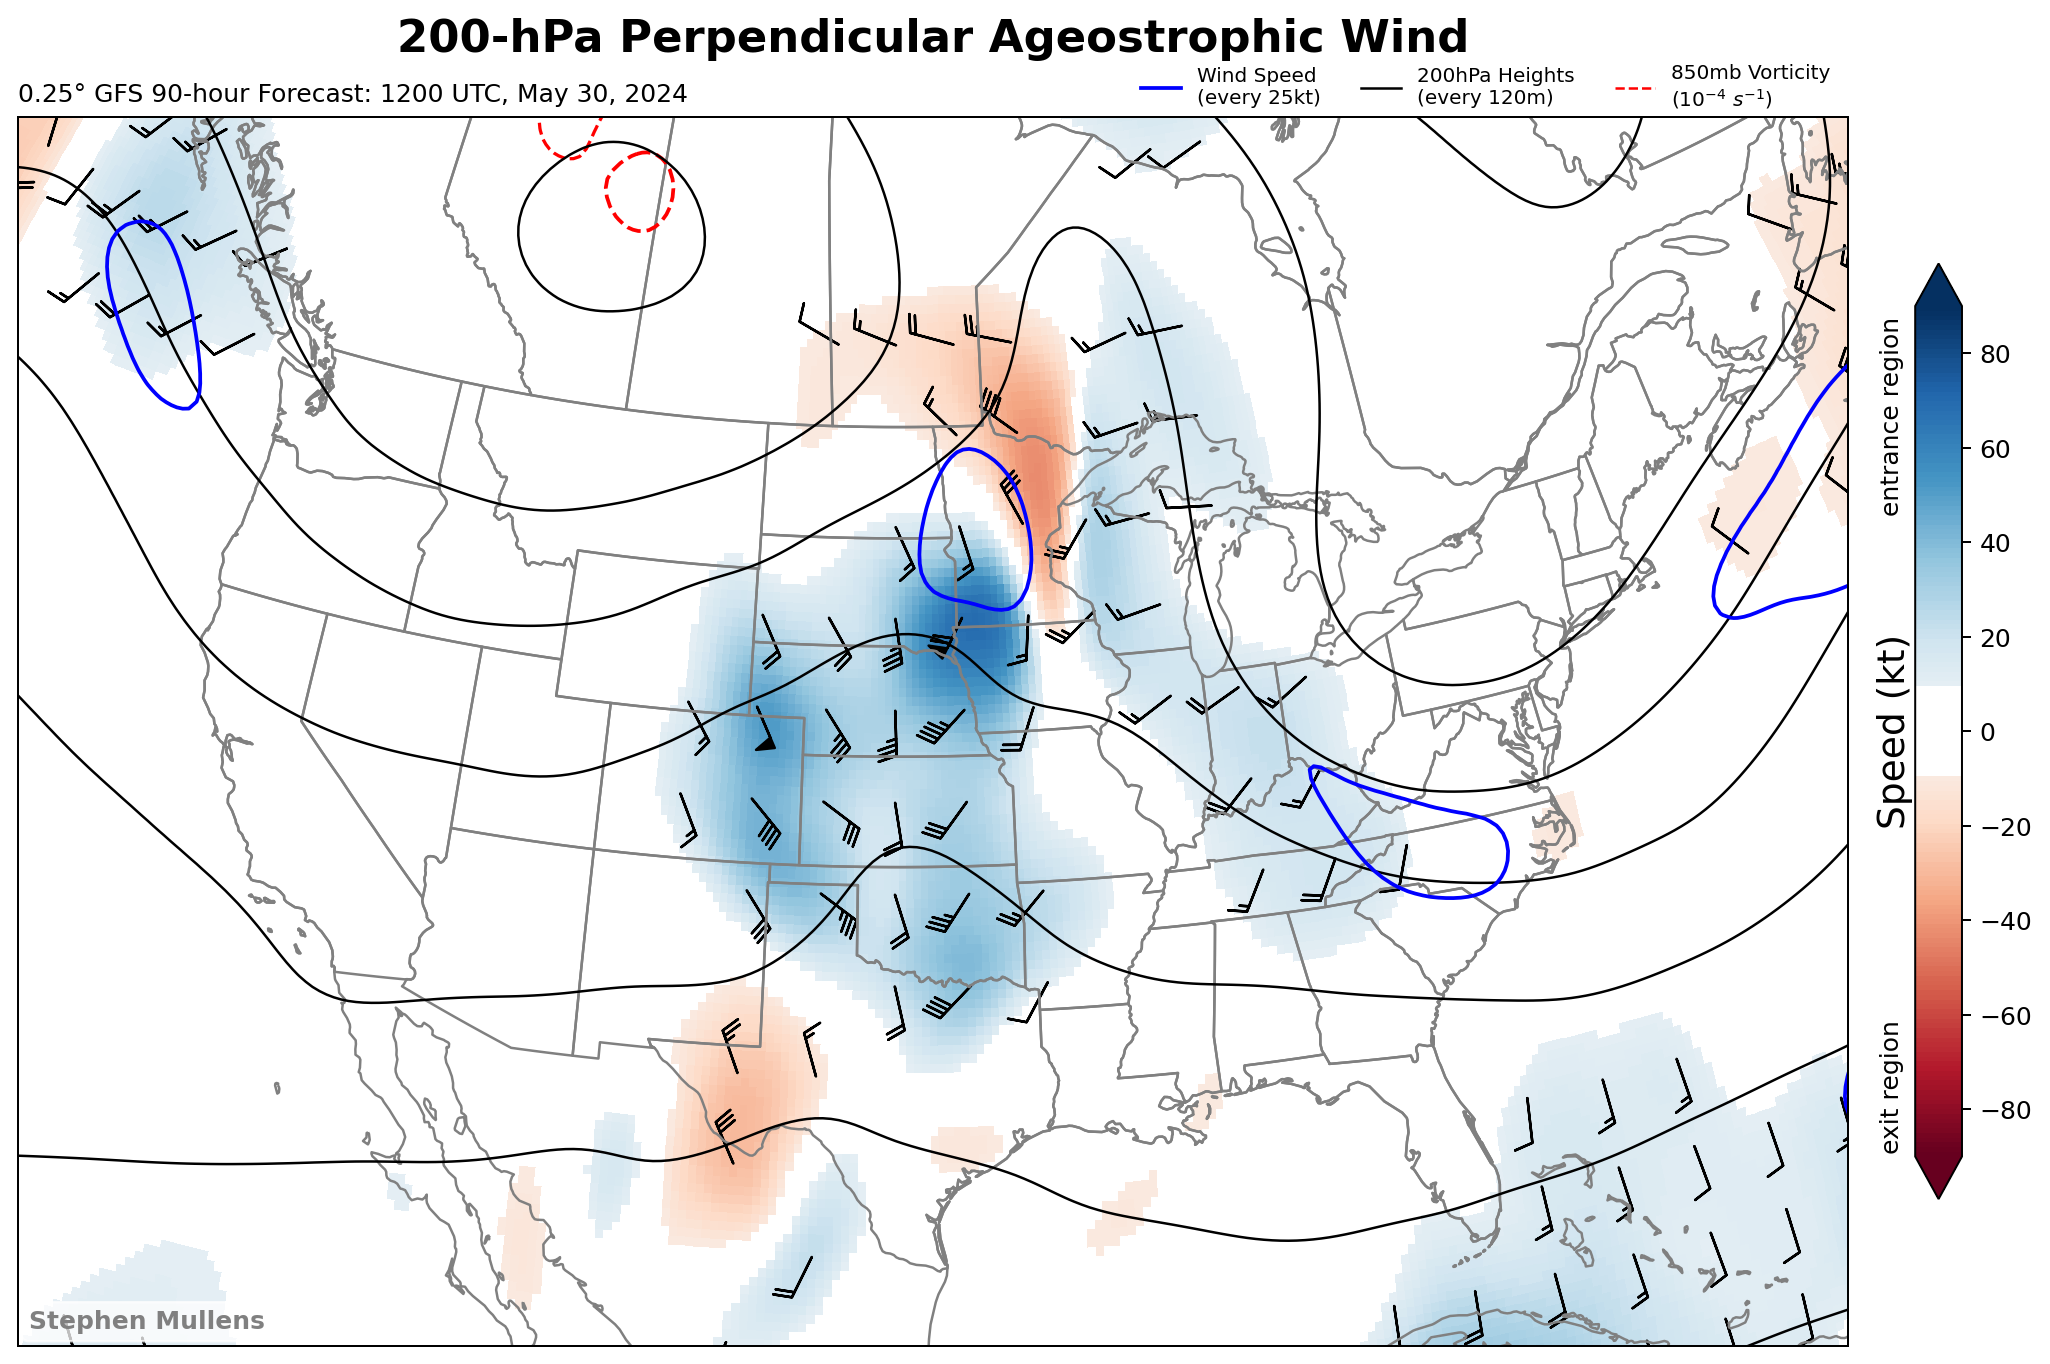 200-hPa Perpendicular Ageostrophic Wind
0.25° GFS 90-hour Forecast: 1200 UTC, May 30, 2024
Wind Speed
(every 25kt)
200hPa Heights
(every 120m)
850mb Vorticity
(10⁻⁴ s⁻¹)
entrance region
Speed (kt)
exit region
80
60
40
20
0
−20
−40
−60
−80
Stephen Mullens